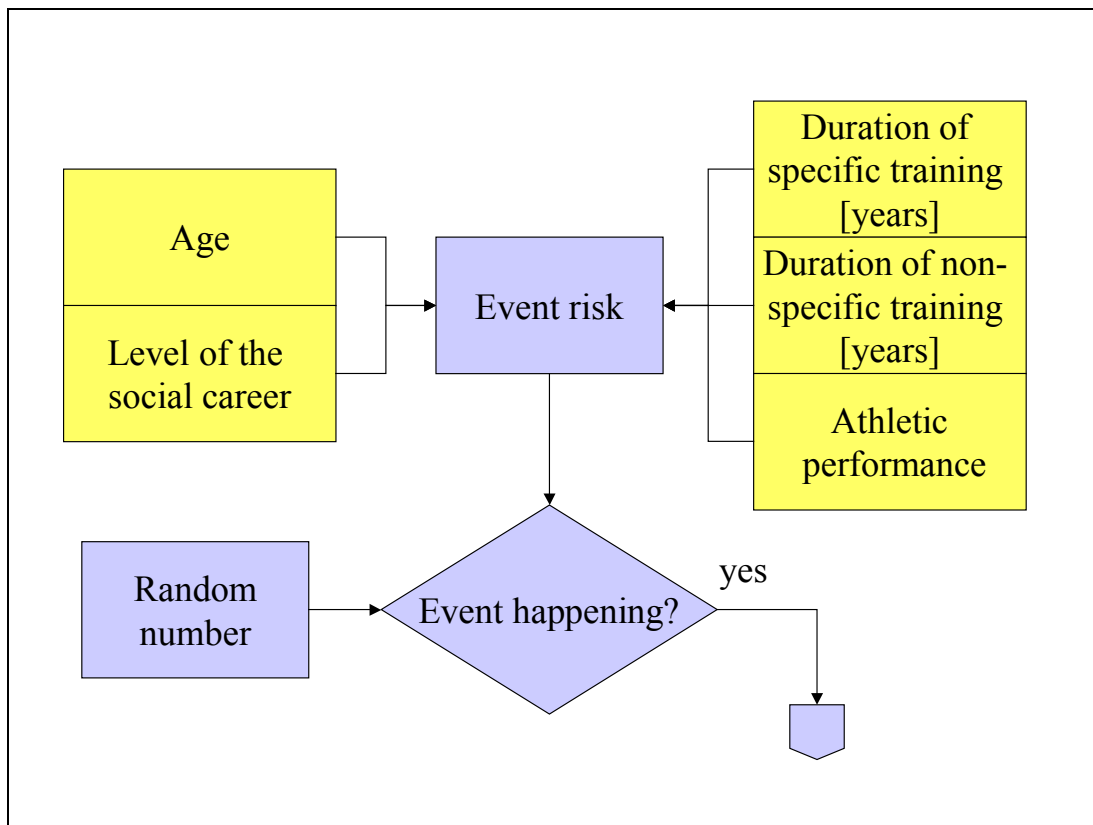 Age
Level of the
social career
Event risk
Duration of
specific training
[years]
Duration of non-
specific training
[years]
Athletic
performance
Random
number
Event happening?
yes